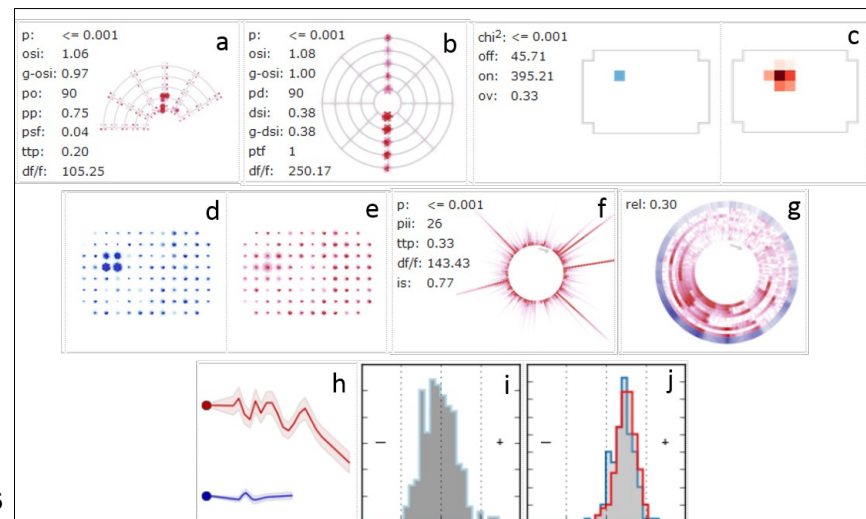 p: <= 0.001
osi: 1.06
g-osi: 0.97
po: 90
pp: 0.75
psf: 0.04
ttp: 0.20
df/f: 105.25
a
p: <= 0.001
osi: 1.08
g-osi: 1.00
pd: 90
dsi: 0.38
g-dsi: 0.38
ptf 1
df/f: 250.17
b
chi²: <= 0.001
off: 45.71
on: 395.21
ov: 0.33
c
d
e
p: <= 0.001
pii: 26
ttp: 0.33
df/f: 143.43
is: 0.77
f
rel: 0.30
g
h
i
− +
j
− +